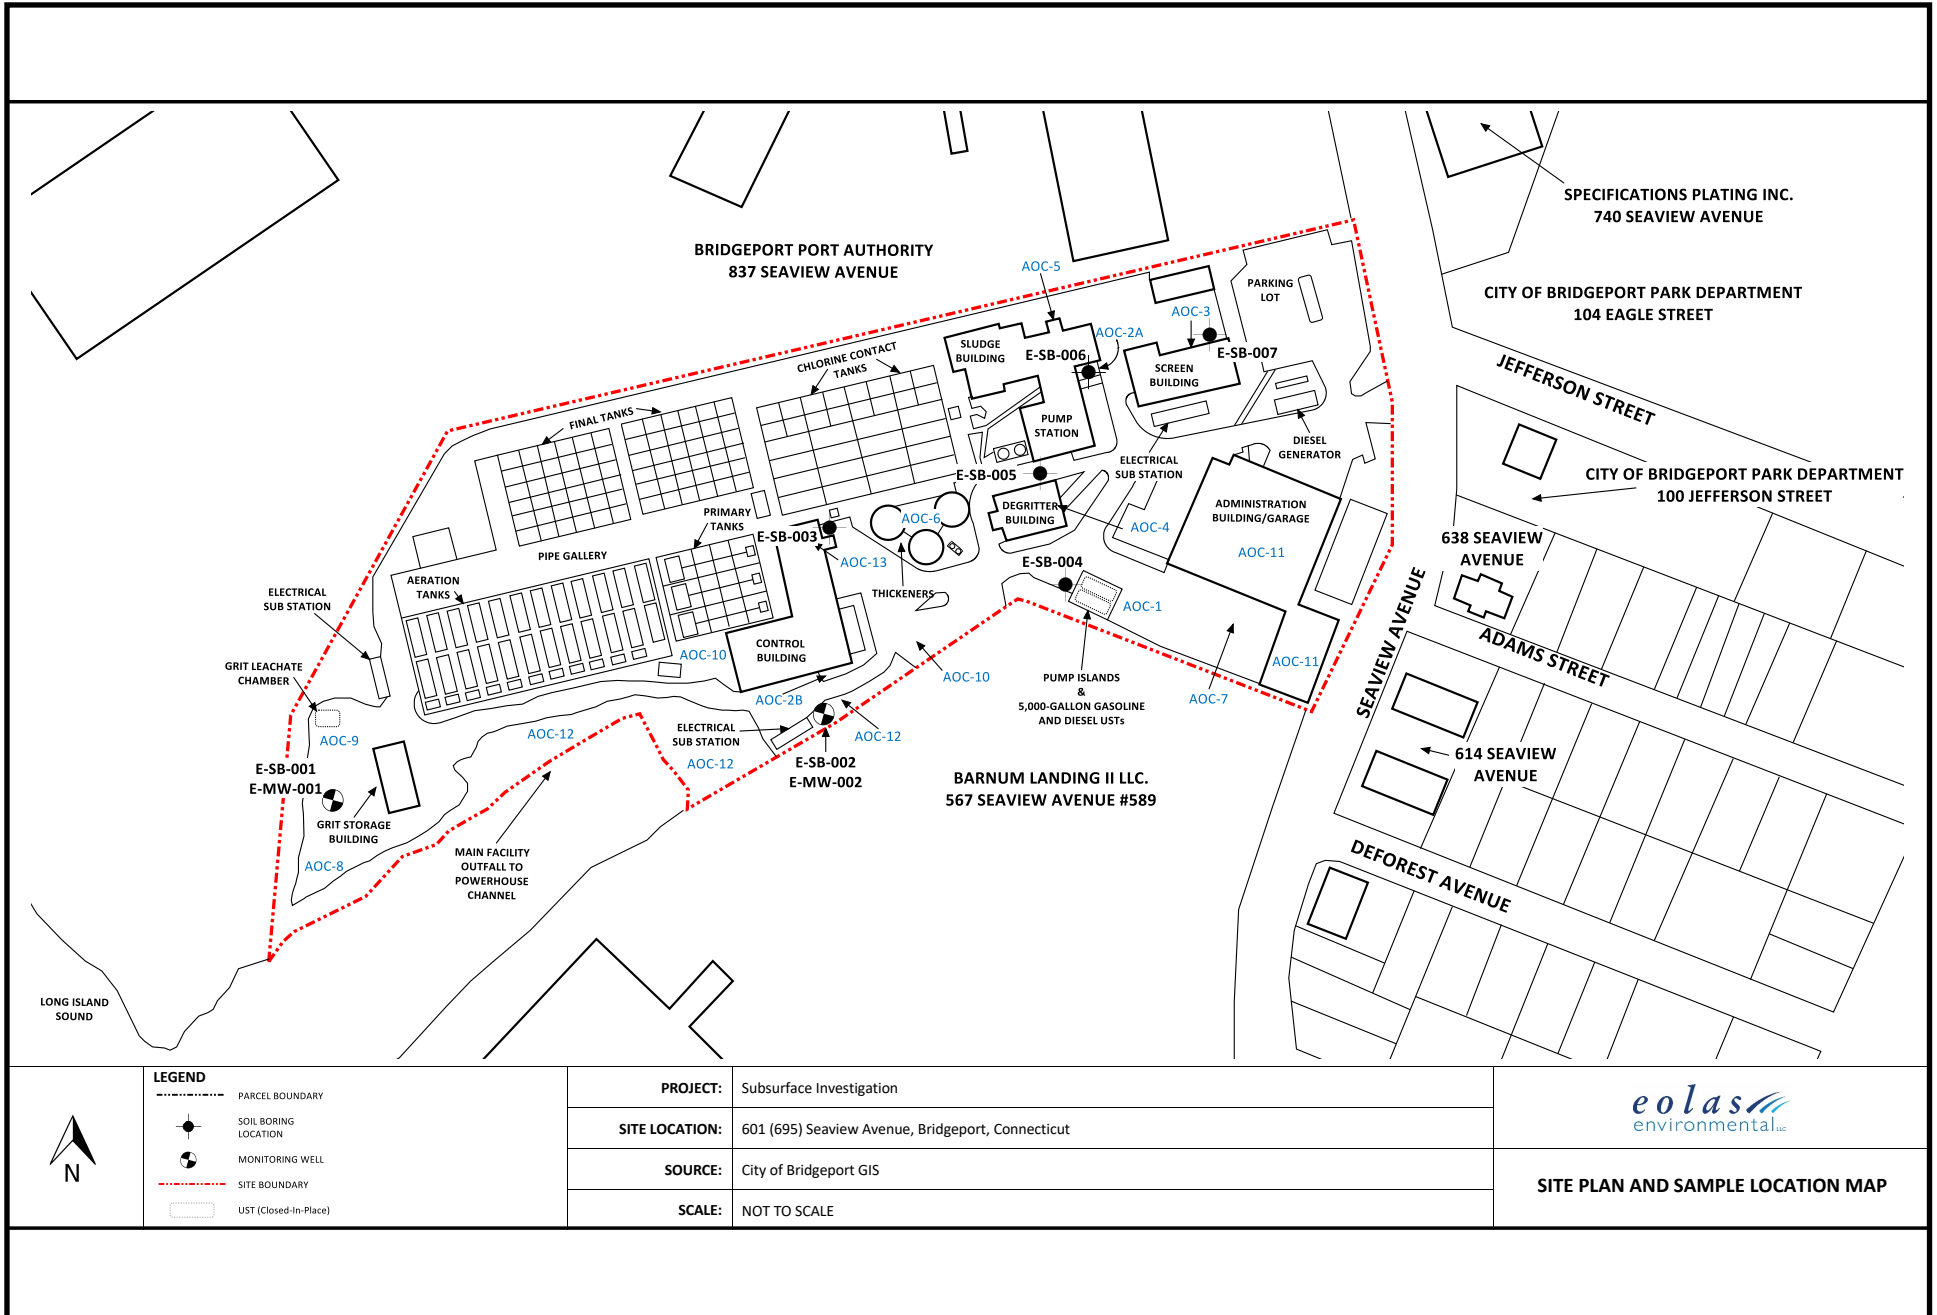 SPECIFICATIONS PLATING INC.
740 SEAVIEW AVENUE
BRIDGEPORT PORT AUTHORITY
837 SEAVIEW AVENUE
AOC-5
PARKING
LOT
CITY OF BRIDGEPORT PARK DEPARTMENT
104 EAGLE STREET
AOC-3
AOC-2A
SLUDGE
BUILDING
E-SB-006
E-SB-007
CHLORINE CONTACT
TANKS
SCREEN
BUILDING
JEFFERSON STREET
FINAL TANKS
PUMP
STATION
DIESEL
GENERATOR
ELECTRICAL
SUB STATION
E-SB-005
CITY OF BRIDGEPORT PARK DEPARTMENT
100 JEFFERSON STREET
ADMINISTRATION
BUILDING/GARAGE
DEGRITTER
BUILDING
PRIMARY
TANKS
AOC-6
AOC-4
E-SB-003
638 SEAVIEW
AVENUE
PIPE GALLERY
AOC-11
AOC-13
E-SB-004
AERATION
TANKS
ELECTRICAL
SUB STATION
THICKENERS
AOC-1
SEAVIEW AVENUE
ADAMS STREET
CONTROL
BUILDING
AOC-10
GRIT LEACHATE
CHAMBER
AOC-11
AOC-10
PUMP ISLANDS
&
5,000-GALLON GASOLINE
AND DIESEL USTs
AOC-7
AOC-2B
ELECTRICAL
SUB STATION
AOC-12
AOC-12
AOC-9
AOC-12
E-SB-002
E-MW-002
614 SEAVIEW
AVENUE
E-SB-001
E-MW-001
BARNUM LANDING II LLC.
567 SEAVIEW AVENUE #589
GRIT STORAGE
BUILDING
MAIN FACILITY
OUTFALL TO
POWERHOUSE
CHANNEL
AOC-8
DEFOREST AVENUE
LONG ISLAND
SOUND
N
LEGEND
PARCEL BOUNDARY
SOIL BORING
LOCATION
MONITORING WELL
SITE BOUNDARY
UST (Closed-In-Place)
PROJECT: Subsurface Investigation
SITE LOCATION: 601 (695) Seaview Avenue, Bridgeport, Connecticut
SOURCE: City of Bridgeport GIS
SCALE: NOT TO SCALE
eolas
environmental LLC
SITE PLAN AND SAMPLE LOCATION MAP